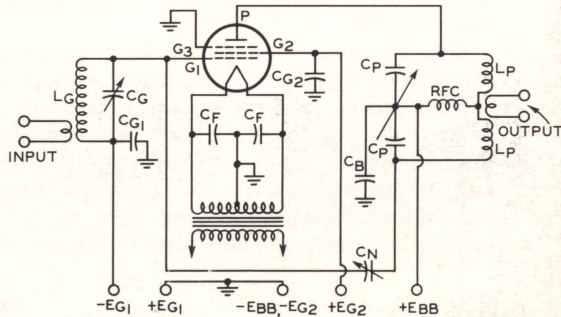 P
G3
G2
G1
CG2
CP
LP
LG
CG
RFC
CG1
CF
CF
INPUT
OUTPUT
CP
LP
CB
CN
-EG1
+EG1
-EBB,-EG2
+EG2
+EBB